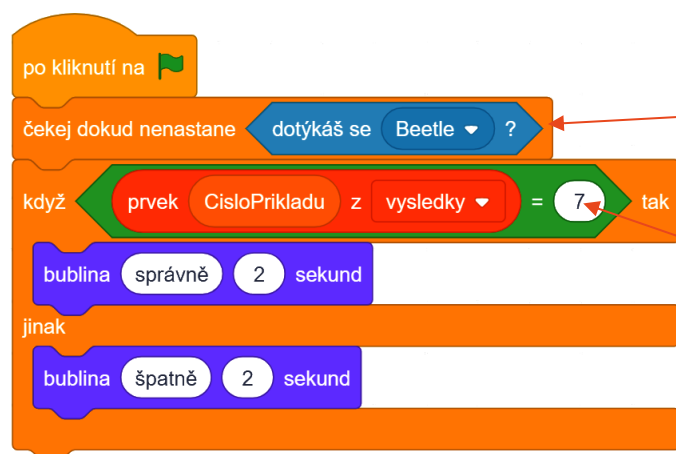 po kliknutí na
čekej dokud nenastane dotýkáš se Beetle ?
když prvek CisloPrikladu z vysledky = 7 tak
bublina správně 2 sekund
jinak
bublina špatně 2 sekund